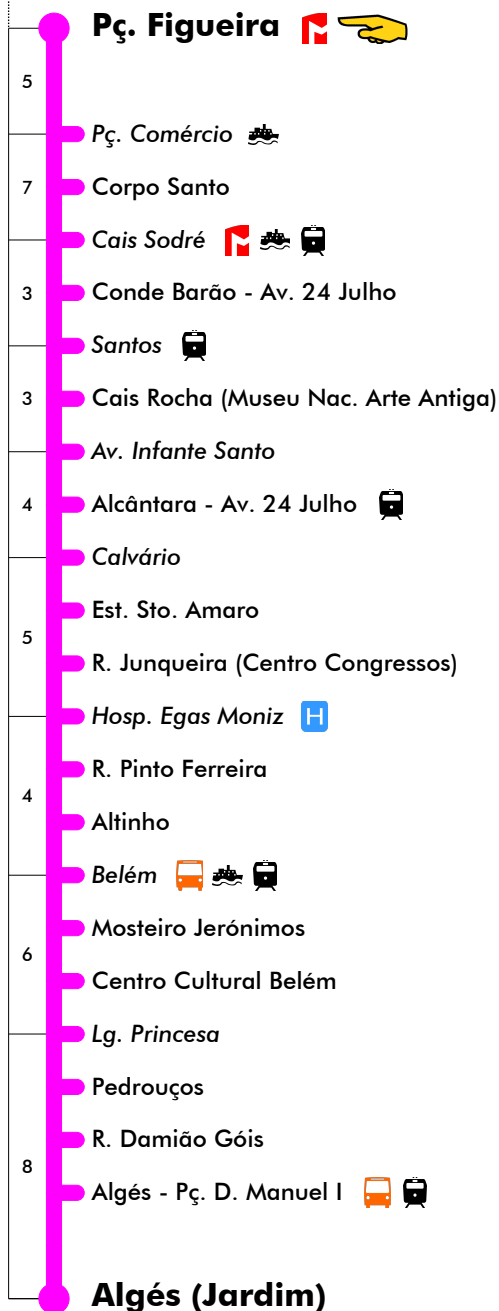 Pç. Figueira
5
Pç. Comércio
7
Corpo Santo
Cais Sodré
3
Conde Barão - Av. 24 Julho
Santos
3
Cais Rocha (Museu Nac. Arte Antiga)
Av. Infante Santo
4
Alcântara - Av. 24 Julho
Calvário
Est. Sto. Amaro
5
R. Junqueira (Centro Congressos)
Hosp. Egas Moniz H
R. Pinto Ferreira
4
Altinho
Belém
Mosteiro Jerónimos
6
Centro Cultural Belém
Lg. Princesa
Pedrouços
R. Damião Góis
8
Algés - Pç. D. Manuel I
Algés (Jardim)